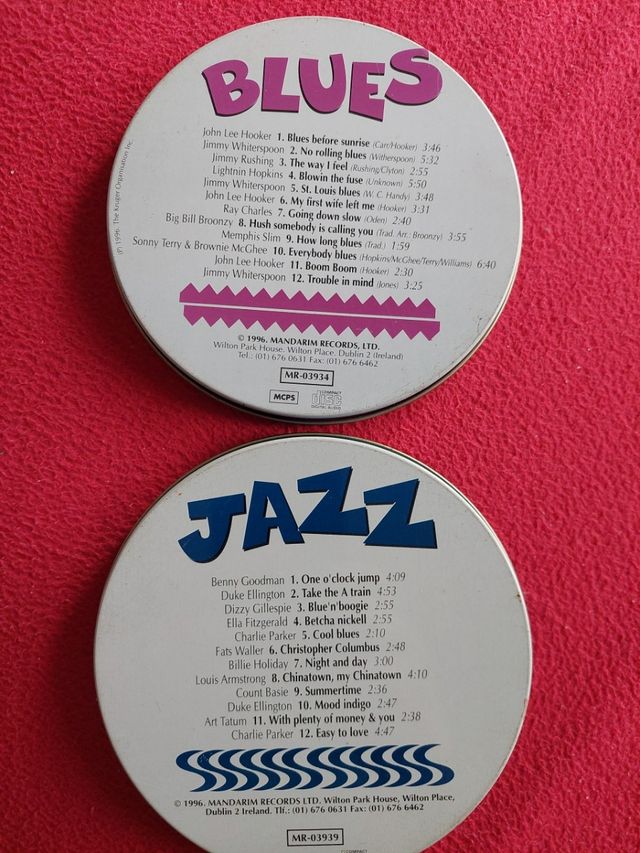 BLUES
John Lee Hooker 1. Blues before sunrise (Carr/Hooker) 3:46
Jimmy Whiterspoon 2. No rolling blues (Witherspoon) 5:32
Jimmy Rushing 3. The way I feel (Rushing/Clyton) 2:55
Lightnin Hopkins 4. Blowin the fuse (Unknown) 5:50
Jimmy Whiterspoon 5. St. Louis blues (W. C. Handy) 3:48
John Lee Hooker 6. My first wife left me (Hooker) 3:31
Ray Charles 7. Going down slow (Oden) 2:40
Big Bill Broonzy 8. Hush somebody is calling you (Trad. Arr.: Broonzy) 3:55
Memphis Slim 9. How long blues (Trad.) 1:59
Sonny Terry & Brownie McGhee 10. Everybody blues (Hopkins/McGhee/Terry/Williams) 6:40
John Lee Hooker 11. Boom Boom (Hooker) 2:30
Jimmy Whiterspoon 12. Trouble in mind (Jones) 3:25
℗ 1996. The Kruger Organisation Inc.
© 1996. MANDARIM RECORDS, LTD.
Wilton Park House. Wilton Place. Dublin 2 (Ireland)
Tel.: (01) 676 0631 Fax: (01) 676 6462
MR-03934
MCPS
COMPACT
disc
DIGITAL AUDIO
JAZZ
Benny Goodman 1. One o'clock jump 4:09
Duke Ellington 2. Take the A train 4:53
Dizzy Gillespie 3. Blue'n'boogie 2:55
Ella Fitzgerald 4. Betcha nickell 2:55
Charlie Parker 5. Cool blues 2:10
Fats Waller 6. Christopher Columbus 2:48
Billie Holiday 7. Night and day 3:00
Louis Armstrong 8. Chinatown, my Chinatown 4:10
Count Basie 9. Summertime 2:36
Duke Ellington 10. Mood indigo 2:47
Art Tatum 11. With plenty of money & you 2:38
Charlie Parker 12. Easy to love 4:47
© 1996. MANDARIM RECORDS LTD. Wilton Park House, Wilton Place,
Dublin 2 Ireland. Tlf.: (01) 676 0631 Fax: (01) 676 6462
MR-03939
COMPACT